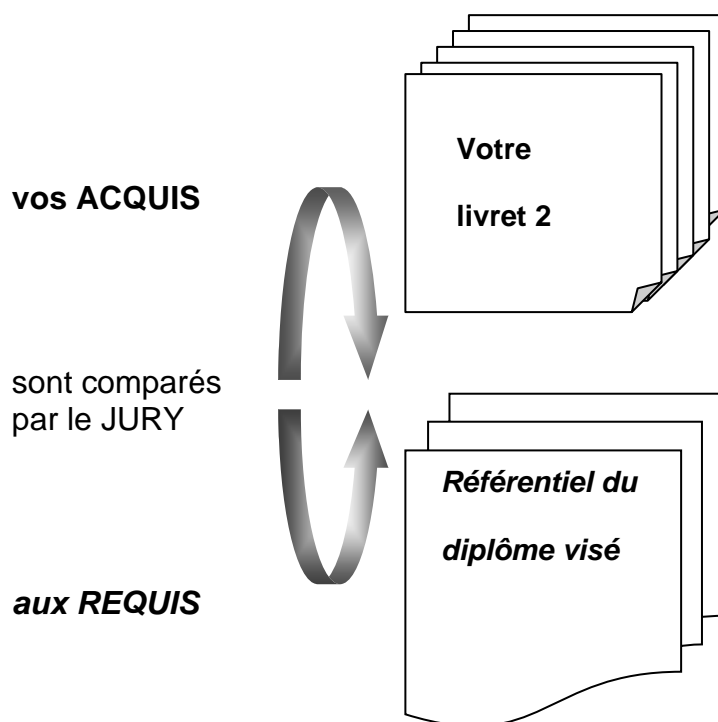 Votre
livret 2
vos ACQUIS
sont comparés
par le JURY
Référentiel du
diplôme visé
aux REQUIS